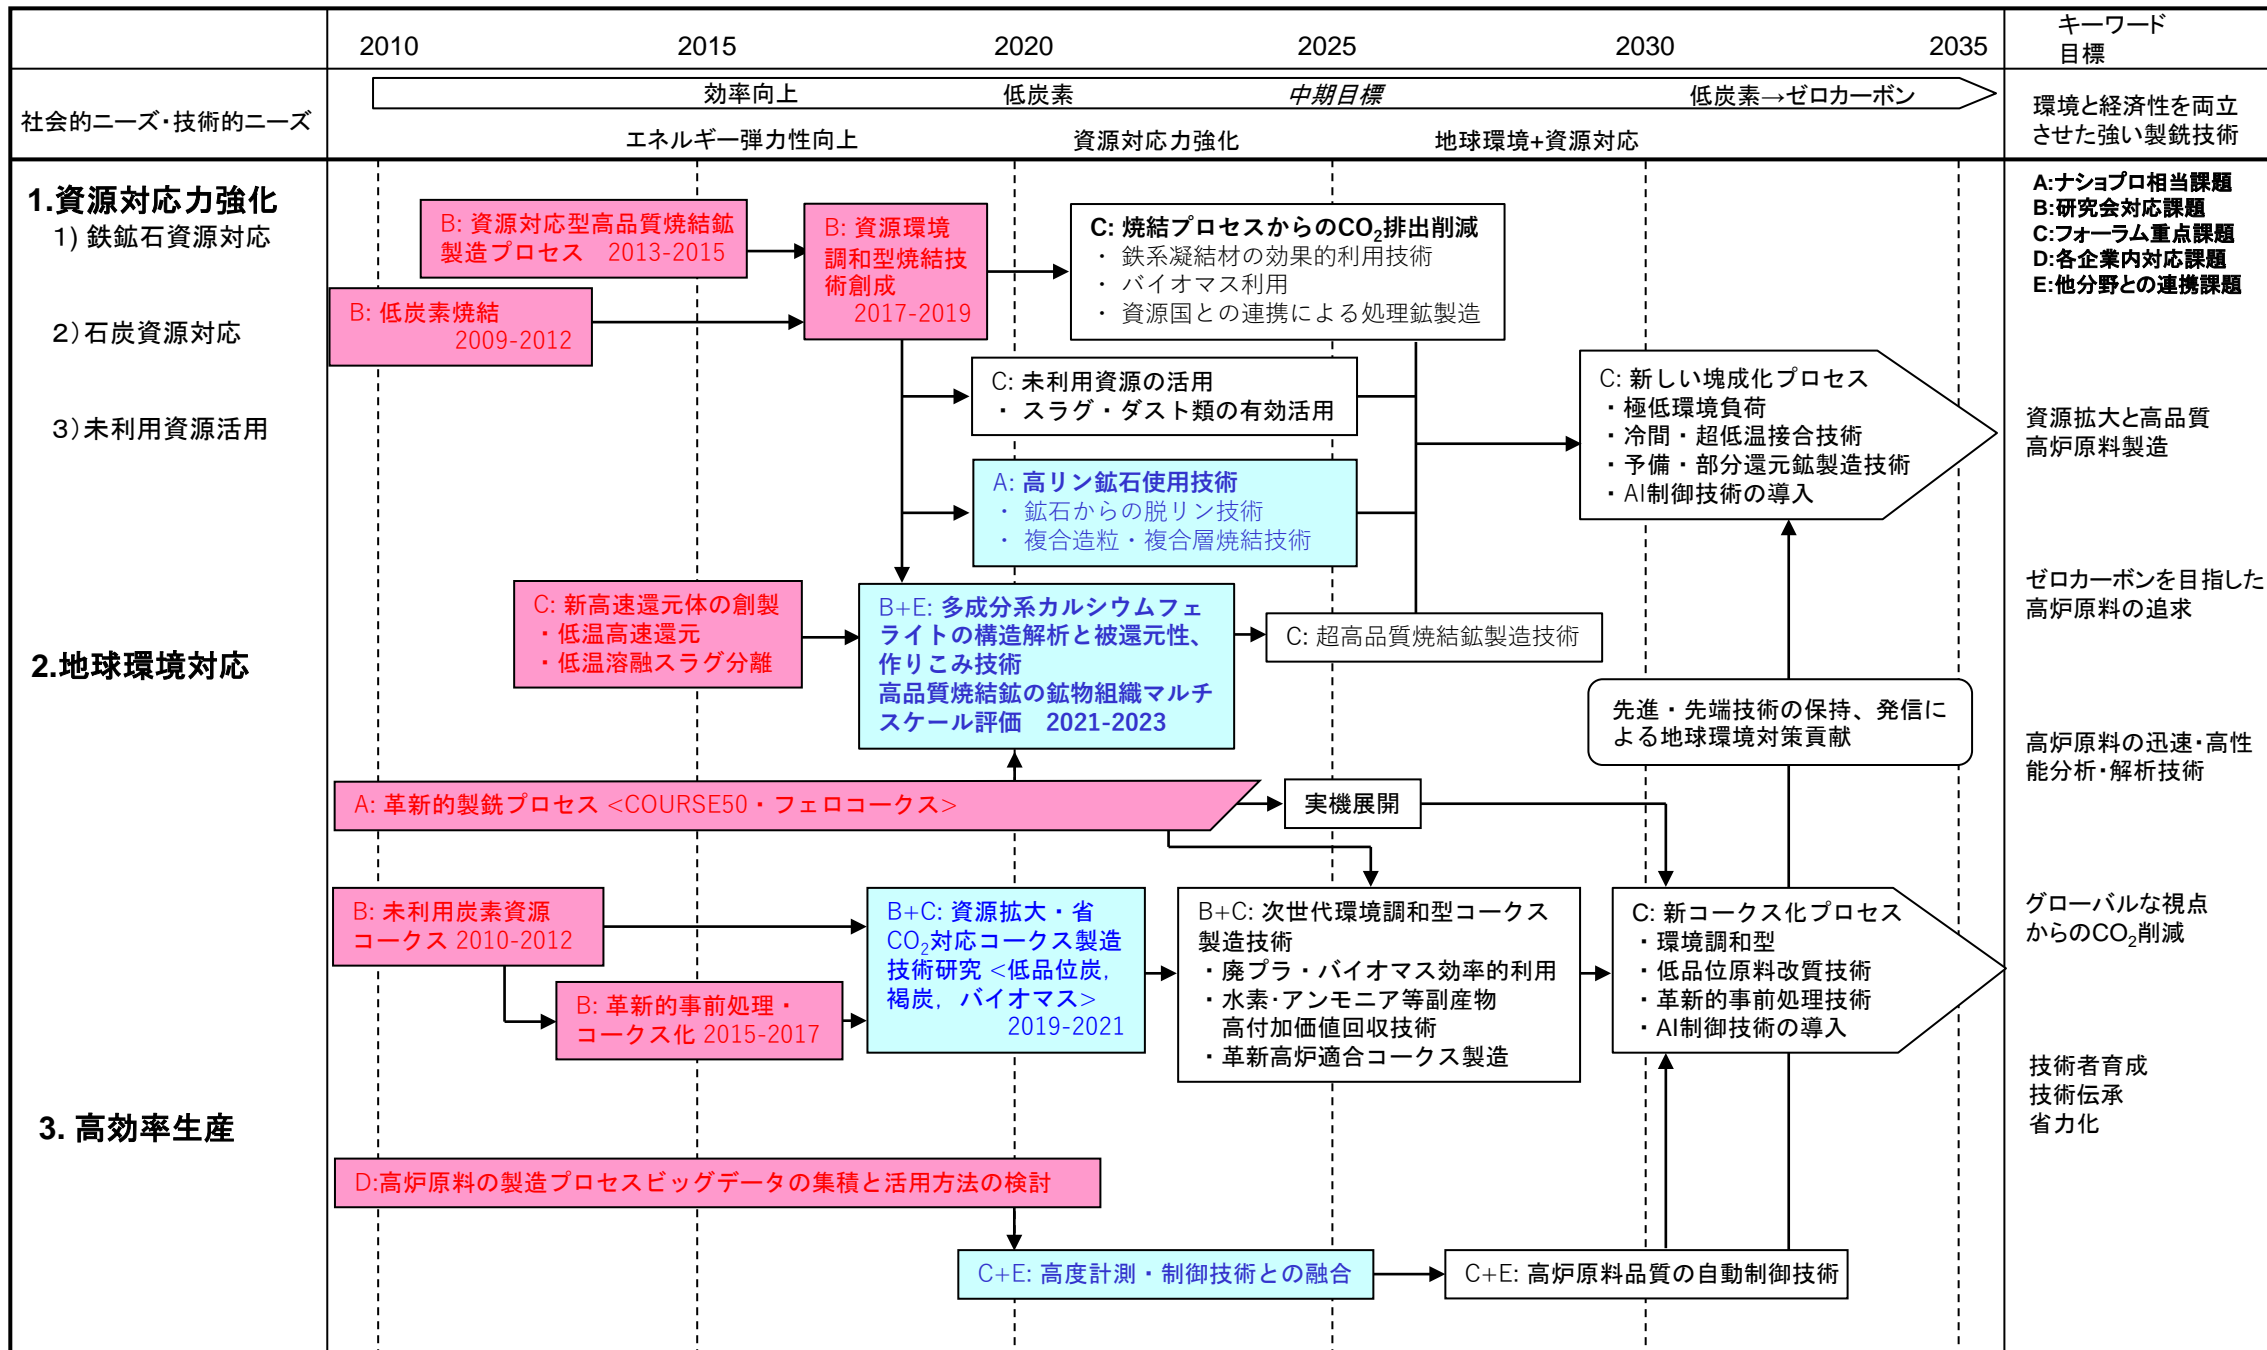 2010 2015 2020 2025 2030 2035
キーワード
目標
社会的ニーズ・技術的ニーズ
効率向上 低炭素 中期目標 低炭素→ゼロカーボン
エネルギー弾力性向上 資源対応力強化 地球環境+資源対応
環境と経済性を両立
させた強い製銑技術
1.資源対応力強化
1) 鉄鉱石資源対応
2）石炭資源対応
3）未利用資源活用
2.地球環境対応
3. 高効率生産
B: 資源対応型高品質焼結鉱
製造プロセス 2013-2015
B: 低炭素焼結
2009-2012
B: 資源環境
調和型焼結技
術創成
2017-2019
C: 焼結プロセスからのCO₂排出削減
・ 鉄系凝結材の効果的利用技術
・ バイオマス利用
・ 資源国との連携による処理鉱製造
C: 未利用資源の活用
・ スラグ・ダスト類の有効活用
A: 高リン鉱石使用技術
・ 鉱石からの脱リン技術
・ 複合造粒・複合層焼結技術
C: 新しい塊成化プロセス
・極低環境負荷
・冷間・超低温接合技術
・予備・部分還元鉱製造技術
・AI制御技術の導入
C: 新高速還元体の創製
・低温高速還元
・低温溶融スラグ分離
B+E: 多成分系カルシウムフェ
ライトの構造解析と被還元性、
作りこみ技術
高品質焼結鉱の鉱物組織マルチ
スケール評価 2021-2023
C: 超高品質焼結鉱製造技術
先進・先端技術の保持、発信に
よる地球環境対策貢献
A: 革新的製銑プロセス <COURSE50・フェロコークス>
実機展開
B: 未利用炭素資源
コークス 2010-2012
B: 革新的事前処理・
コークス化 2015-2017
B+C: 資源拡大・省
CO₂対応コークス製造
技術研究 <低品位炭,
褐炭, バイオマス>
2019-2021
B+C: 次世代環境調和型コークス
製造技術
・廃プラ・バイオマス効率的利用
・水素・アンモニア等副産物
高付加価値回収技術
・革新高炉適合コークス製造
C: 新コークス化プロセス
・環境調和型
・低品位原料改質技術
・革新的事前処理技術
・AI制御技術の導入
D:高炉原料の製造プロセスビッグデータの集積と活用方法の検討
C+E: 高度計測・制御技術との融合
C+E: 高炉原料品質の自動制御技術
A:ナショプロ相当課題
B:研究会対応課題
C:フォーラム重点課題
D:各企業内対応課題
E:他分野との連携課題
資源拡大と高品質
高炉原料製造
ゼロカーボンを目指した
高炉原料の追求
高炉原料の迅速・高性
能分析・解析技術
グローバルな視点
からのCO₂削減
技術者育成
技術伝承
省力化